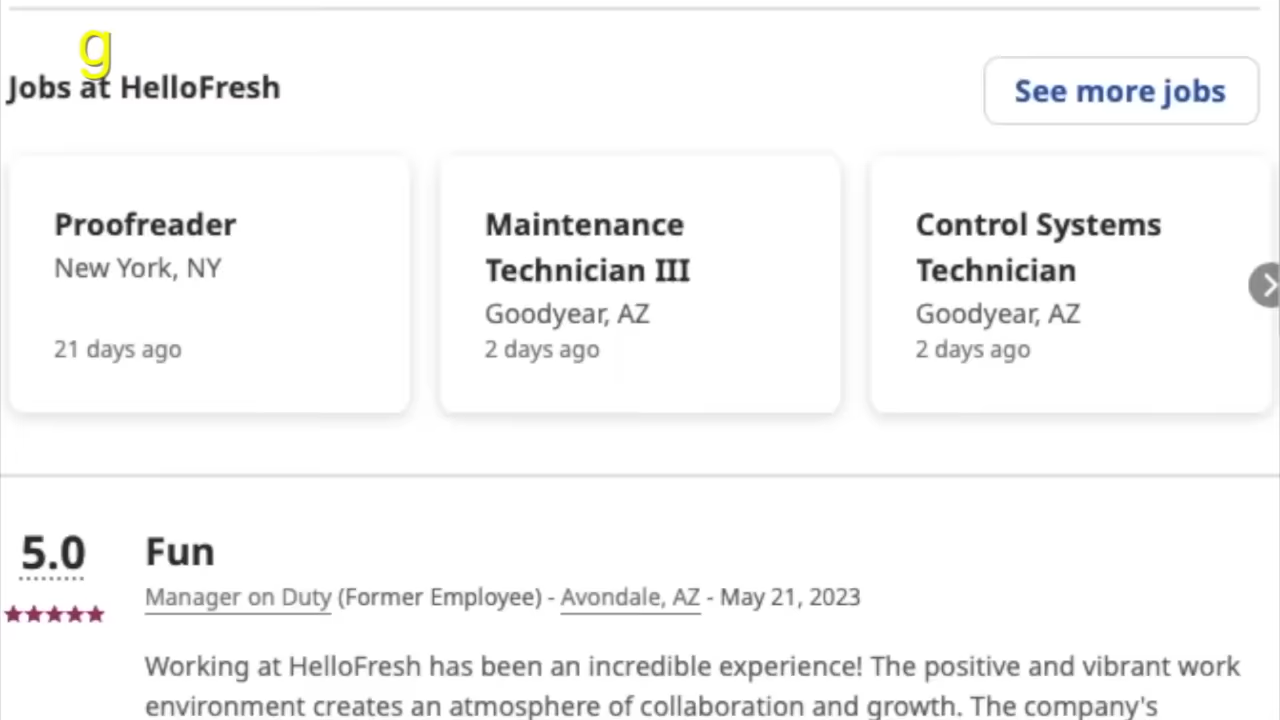 g
Jobs at HelloFresh
See more jobs
Proofreader
New York, NY
21 days ago
Maintenance
Technician III
Goodyear, AZ
2 days ago
Control Systems
Technician
Goodyear, AZ
2 days ago
5.0
Fun
Manager on Duty (Former Employee) - Avondale, AZ - May 21, 2023
Working at HelloFresh has been an incredible experience! The positive and vibrant work
environment creates an atmosphere of collaboration and growth. The company's